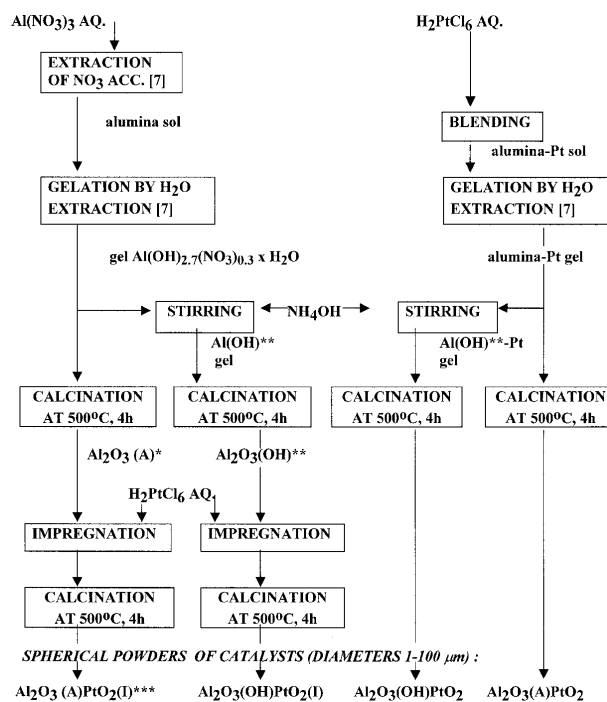 Al(NO3)3 AQ. H2PtCl6 AQ.
EXTRACTION
OF NO3 ACC. [7]
alumina sol
BLENDING
alumina-Pt sol
GELATION BY H2O
EXTRACTION [7]
GELATION BY H2O
EXTRACTION [7]
gel Al(OH)2.7(NO3)0.3 x H2O
alumina-Pt gel
STIRRING
NH4OH
STIRRING
Al(OH)**
gel
Al(OH)**-Pt
gel
CALCINATION
AT 500ºC, 4h
CALCINATION
AT 500ºC, 4h
CALCINATION
AT 500ºC, 4h
CALCINATION
AT 500ºC, 4h
Al2O3 (A)*
Al2O3(OH)**
H2PtCl6 AQ.
IMPREGNATION
IMPREGNATION
CALCINATION
AT 500ºC, 4h
CALCINATION
AT 500ºC, 4h
SPHERICAL POWDERS OF CATALYSTS (DIAMETERS 1-100 µm) :
Al2O3 (A)PtO2(I)*** Al2O3(OH)PtO2(I) Al2O3(OH)PtO2 Al2O3(A)PtO2